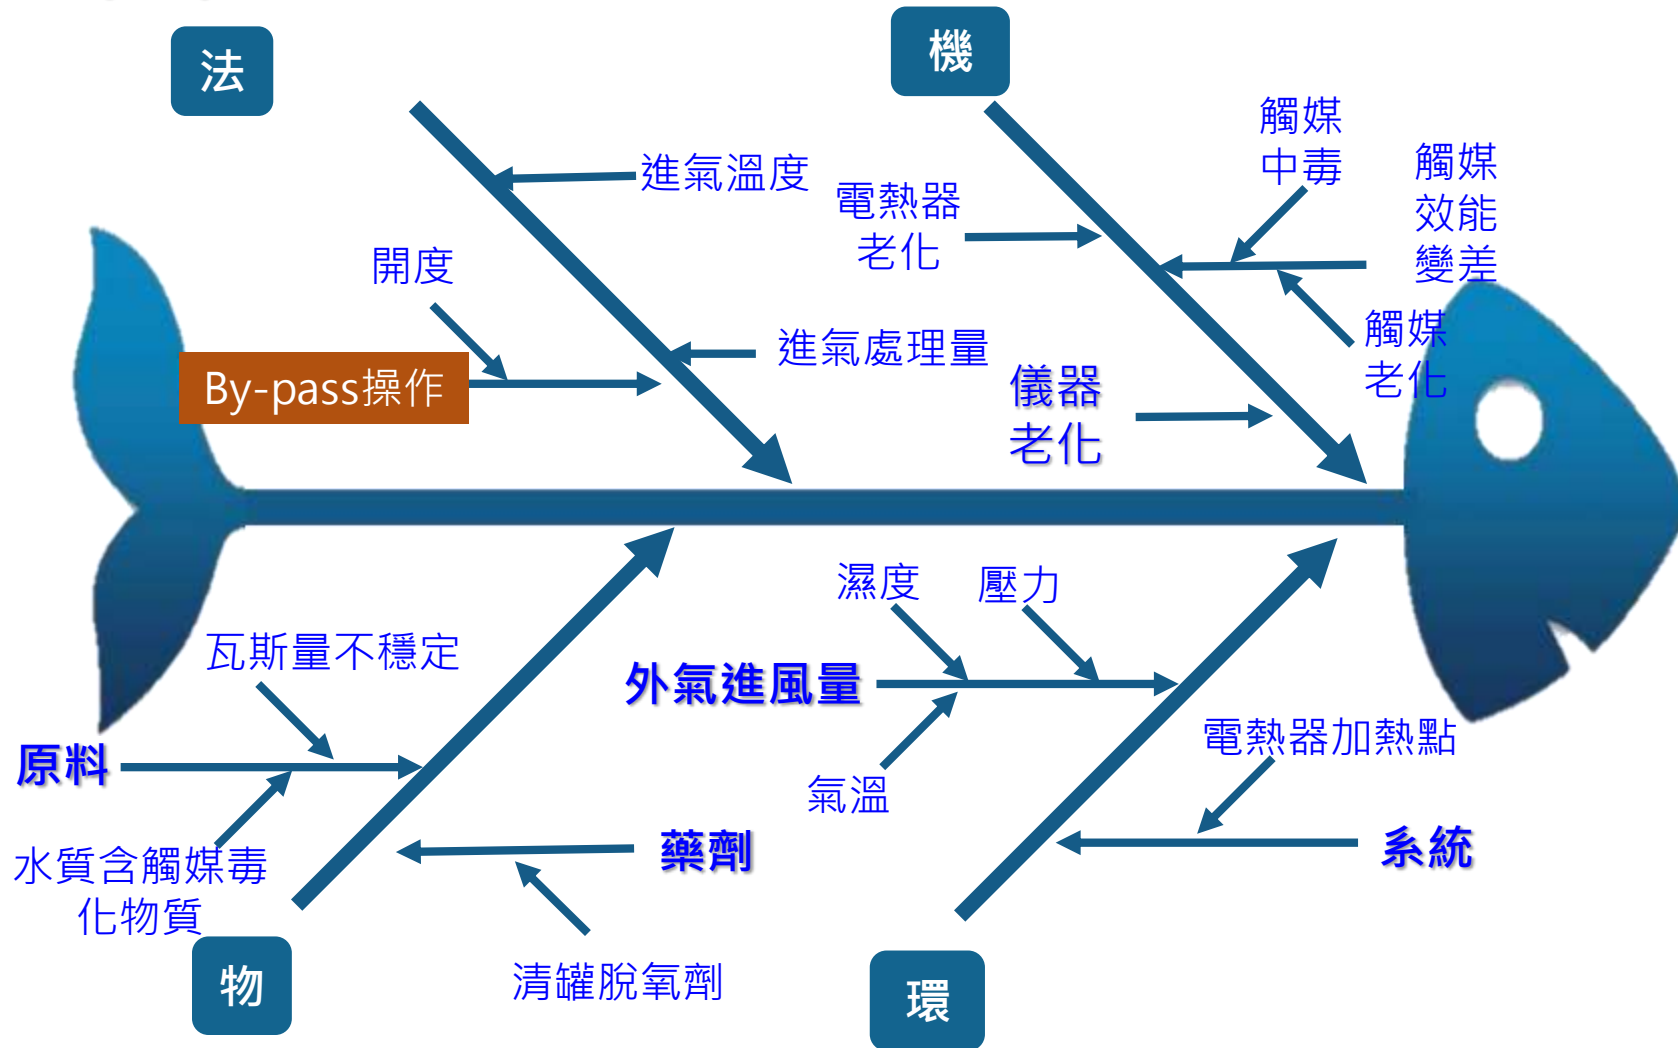 法
機
進氣溫度
開度
By-pass操作
進氣處理量
電熱器
老化
觸媒
中毒
觸媒
效能
變差
觸媒
老化
儀器
老化
瓦斯量不穩定
原料
水質含觸媒毒
化物質
藥劑
清罐脫氧劑
物
濕度
壓力
外氣進風量
氣溫
電熱器加熱點
系統
環